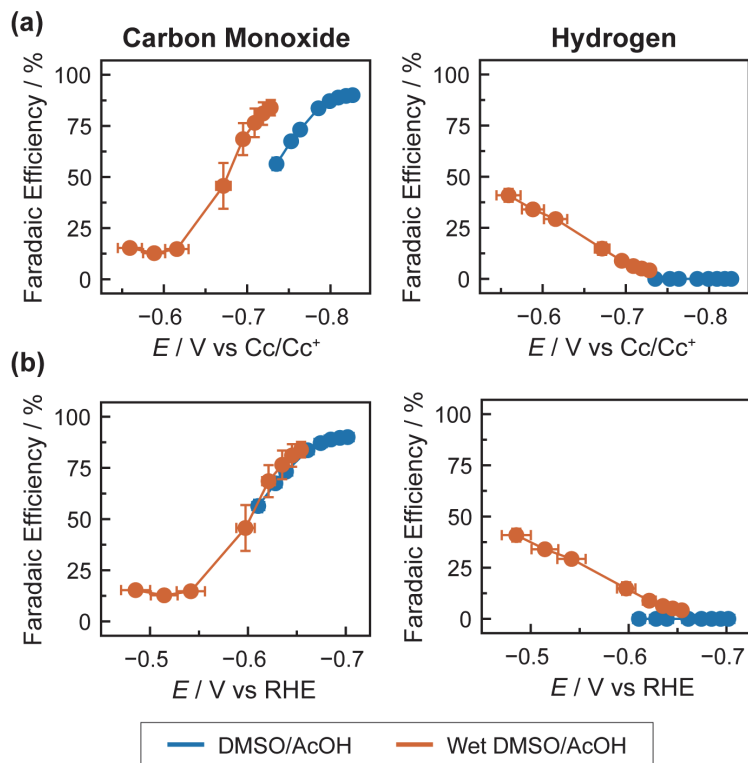 (a)
Carbon Monoxide
Hydrogen
Faradaic Efficiency / %
100
75
50
25
0
−0.6 −0.7 −0.8
E / V vs Cc/Cc⁺
Faradaic Efficiency / %
100
75
50
25
0
−0.6 −0.7 −0.8
E / V vs Cc/Cc⁺
(b)
Faradaic Efficiency / %
100
75
50
25
0
−0.5 −0.6 −0.7
E / V vs RHE
Faradaic Efficiency / %
100
75
50
25
0
−0.5 −0.6 −0.7
E / V vs RHE
DMSO/AcOH
Wet DMSO/AcOH